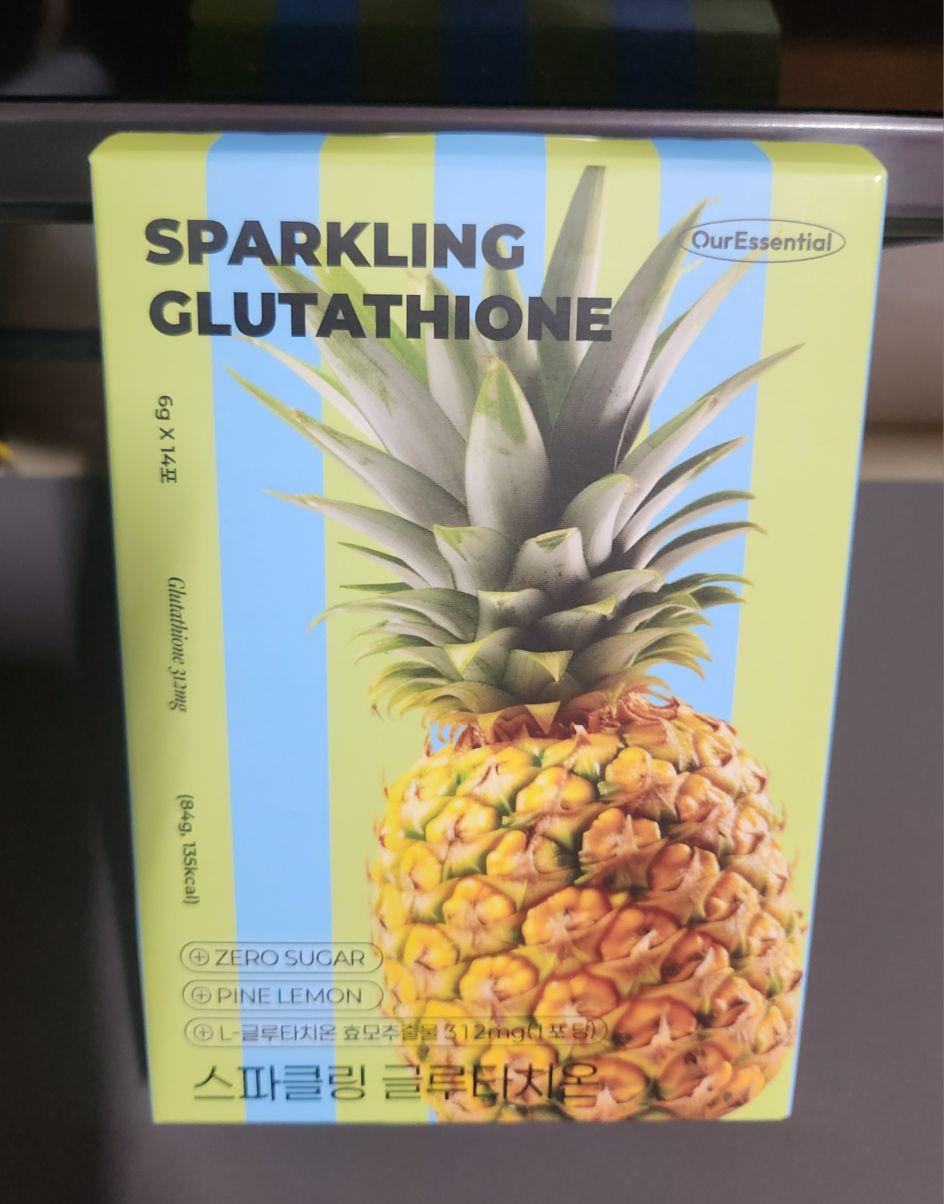 SPARKLING
GLUTATHIONE
OurEssential
6g X 14포
Glutathione 312mg
(84g, 135kcal)
ZERO SUGAR
PINE LEMON
L-글루타치온 효모추출물 312mg(1포 당)
스파클링 글루타치온